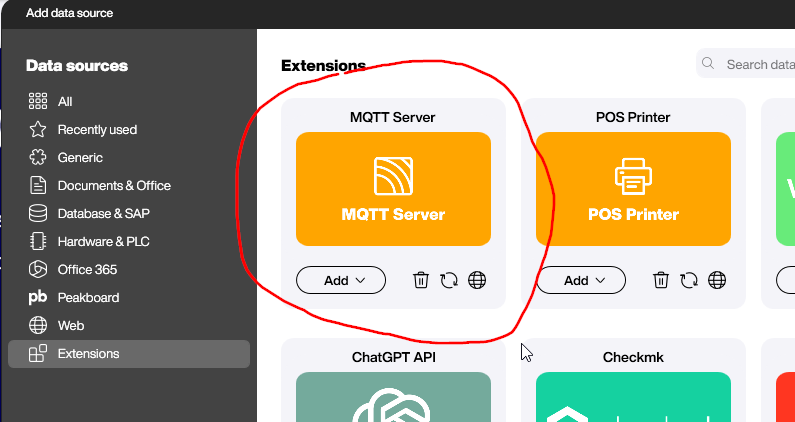 Add data source
Data sources
All
Recently used
Generic
Documents & Office
Database & SAP
Hardware & PLC
Office 365
pb Peakboard
Web
Extensions
Extensions
Search data
MQTT Server
MQTT Server
Add
POS Printer
POS Printer
Add
ChatGPT API
Checkmk